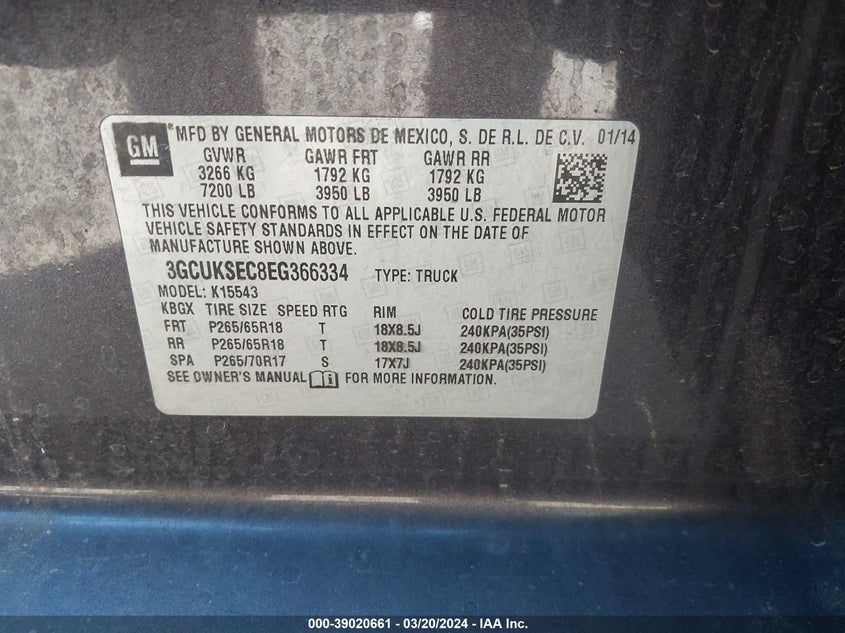 GM
*MFD BY GENERAL MOTORS DE MEXICO, S. DE R.L. DE C.V. 01/14
GVWR GAWR FRT GAWR RR
3266 KG 1792 KG 1792 KG
7200 LB 3950 LB 3950 LB
THIS VEHICLE CONFORMS TO ALL APPLICABLE U.S. FEDERAL MOTOR
VEHICLE SAFETY STANDARDS IN EFFECT ON THE DATE OF
MANUFACTURE SHOWN ABOVE.
3GCUKSEC8EG366334 TYPE: TRUCK
MODEL: K15543
KBGX TIRE SIZE SPEED RTG RIM COLD TIRE PRESSURE
FRT P265/65R18 T 18X8.5J 240KPA(35PSI)
RR P265/65R18 T 18X8.5J 240KPA(35PSI)
SPA P265/70R17 S 17X7J 240KPA(35PSI)
SEE OWNER'S MANUAL FOR MORE INFORMATION.
000-39020661 - 03/20/2024 - IAA Inc.